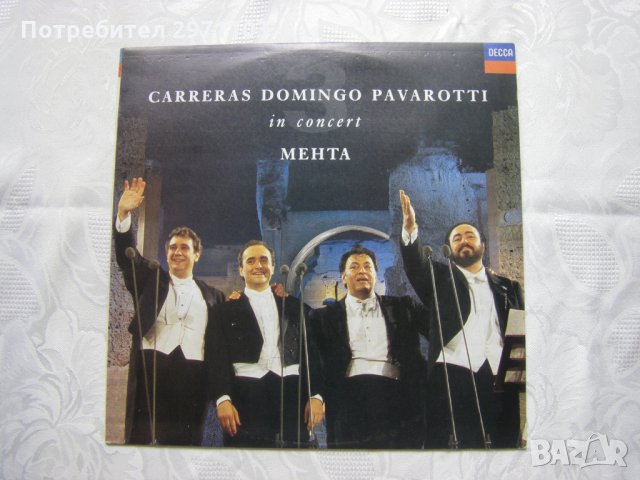 Потребител 297
DECCA
CARRERAS DOMINGO PAVAROTTI
in concert
MEHTA
BAZAR